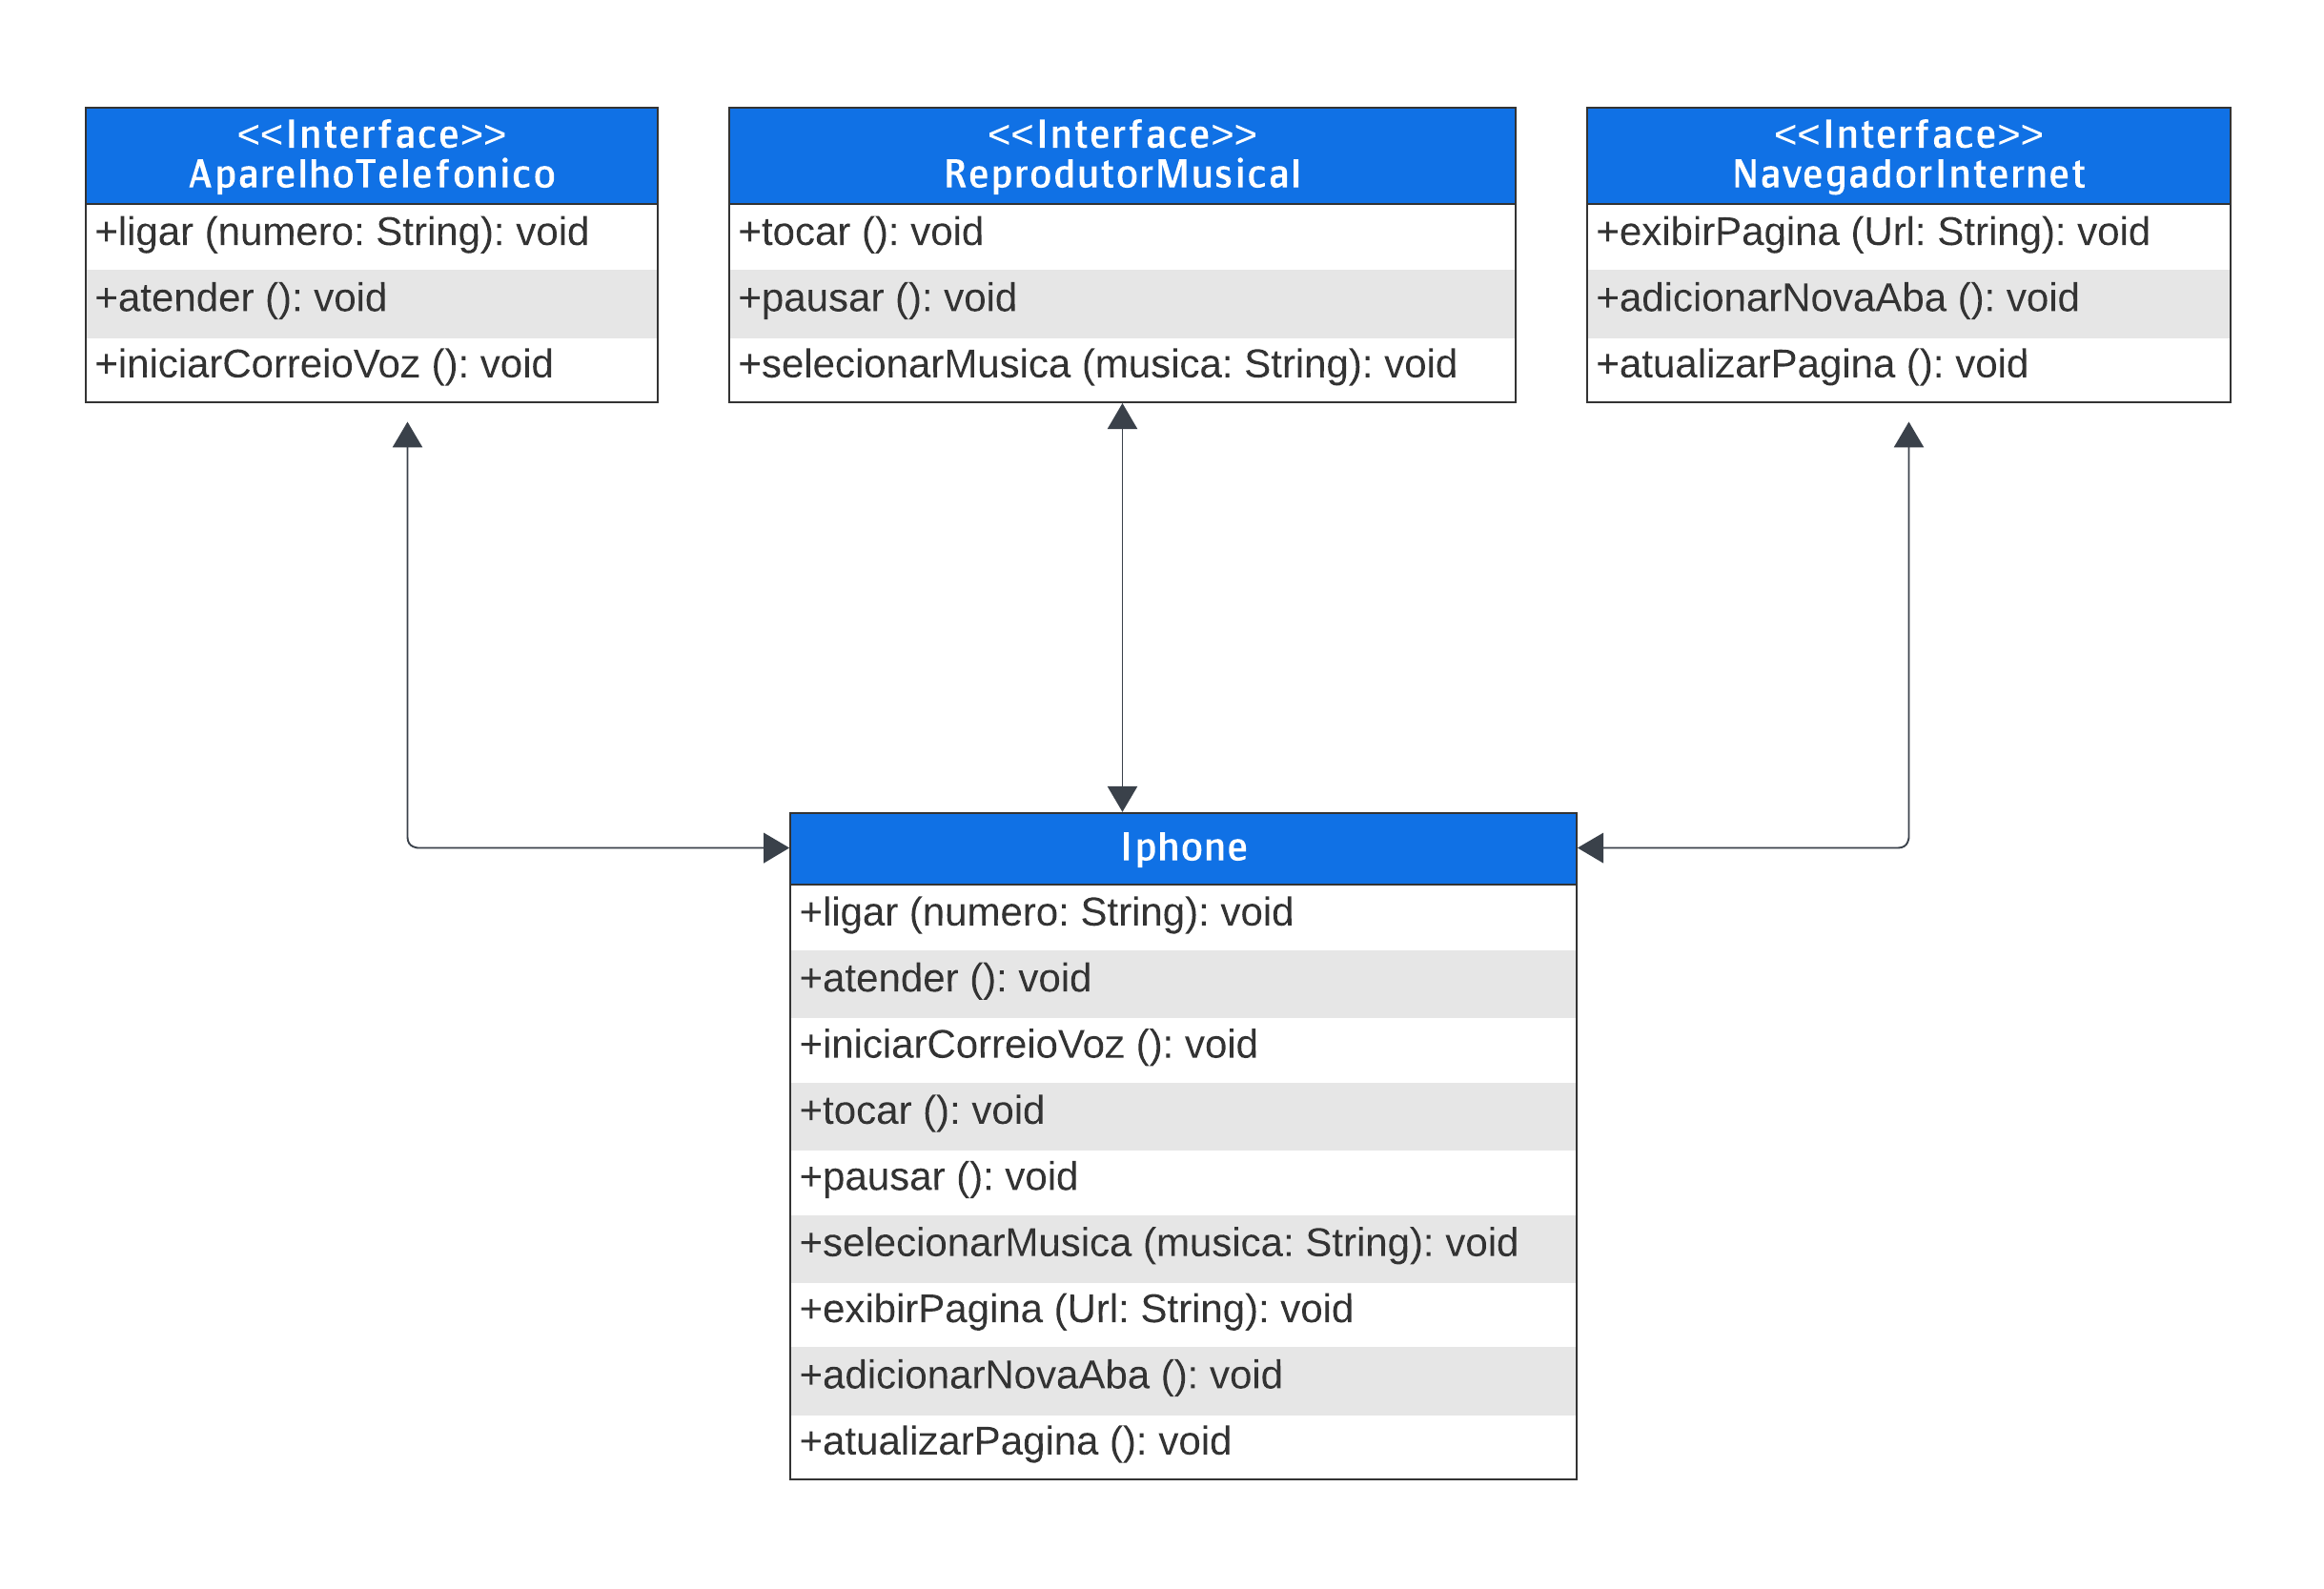 <<Interface>>
AparelhoTelefonico
+ligar (numero: String): void
+atender (): void
+iniciarCorreioVoz (): void
<<Interface>>
ReprodutorMusical
+tocar (): void
+pausar (): void
+selecionarMusica (musica: String): void
<<Interface>>
NavegadorInternet
+exibirPagina (Url: String): void
+adicionarNovaAba (): void
+atualizarPagina (): void
Iphone
+ligar (numero: String): void
+atender (): void
+iniciarCorreioVoz (): void
+tocar (): void
+pausar (): void
+selecionarMusica (musica: String): void
+exibirPagina (Url: String): void
+adicionarNovaAba (): void
+atualizarPagina (): void